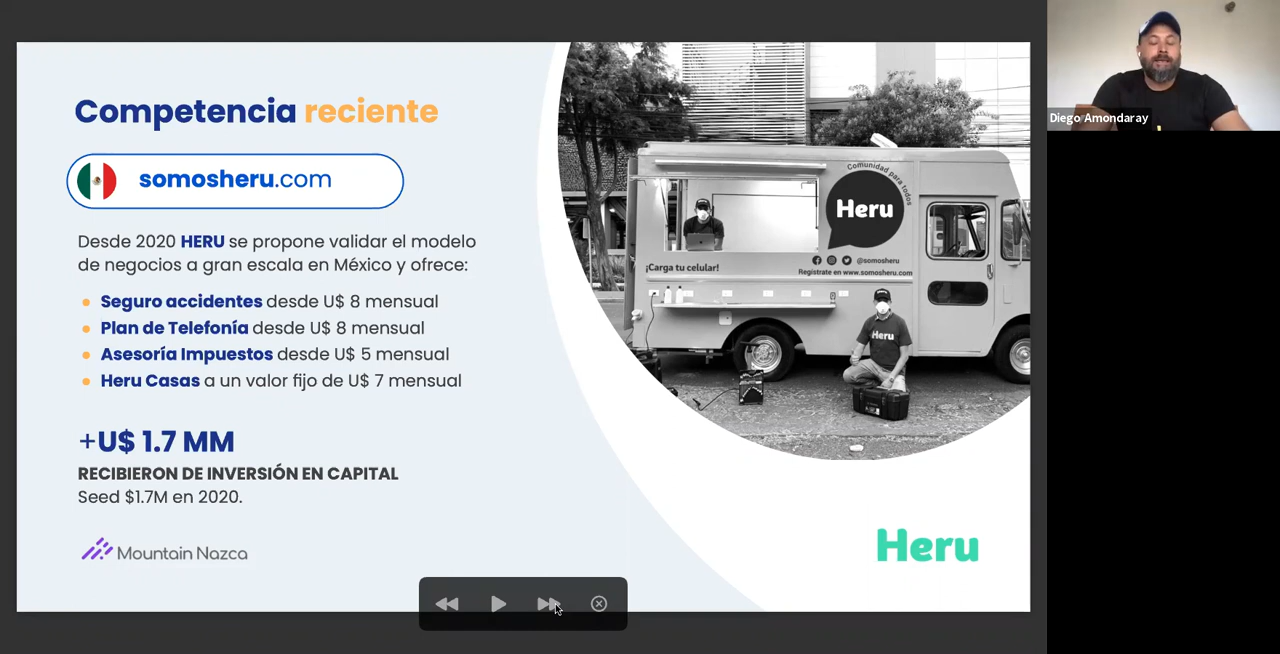 Competencia reciente
somosheru.com
Desde 2020 HERU se propone validar el modelo
de negocios a gran escala en México y ofrece:
Seguro accidentes desde U$ 8 mensual
Plan de Telefonía desde U$ 8 mensual
Asesoría Impuestos desde U$ 5 mensual
Heru Casas a un valor fijo de U$ 7 mensual
+U$ 1.7 MM
RECIBIERON DE INVERSIÓN EN CAPITAL
Seed $1.7M en 2020.
Mountain Nazca
Comunidad para todos
Heru
@somosheru
¡Carga tu celular!
Regístrate en www.somosheru.com
Heru
Heru
Diego Amondaray